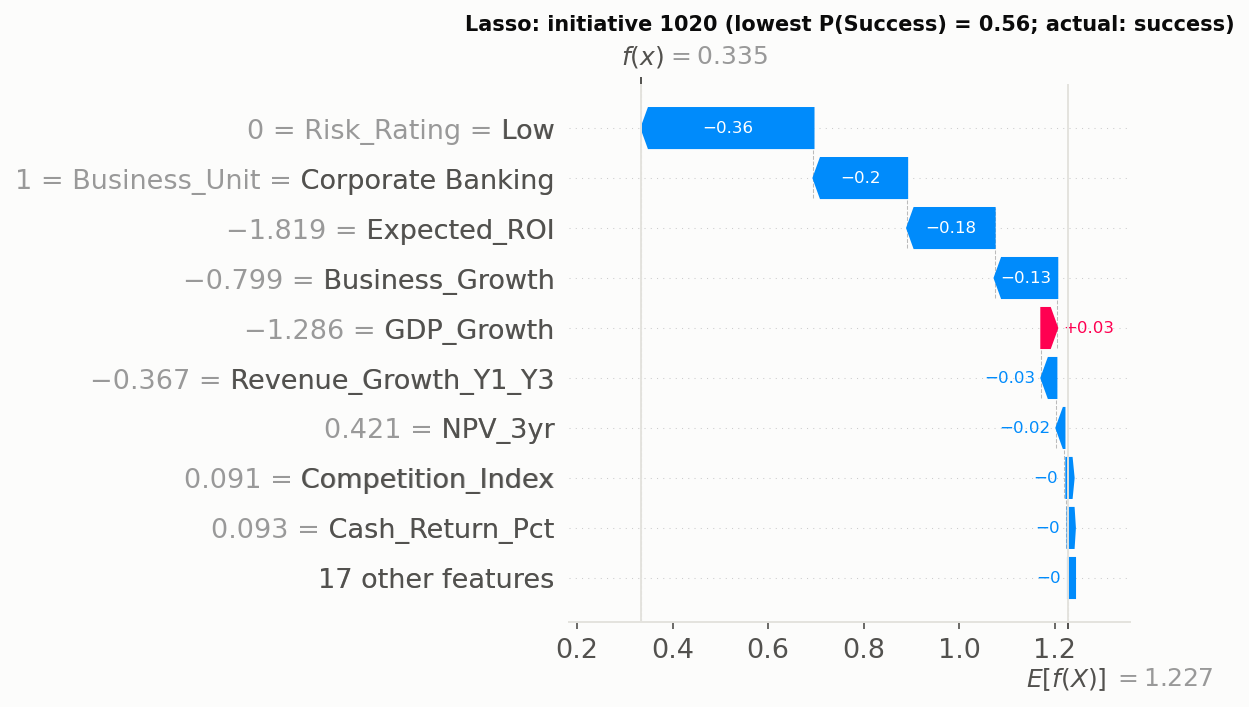 Lasso: initiative 1020 (lowest P(Success) = 0.56; actual: success)
f(x) = 0.335
0 = Risk_Rating = Low
−0.36
1 = Business_Unit = Corporate Banking
−0.2
−1.819 = Expected_ROI
−0.18
−0.799 = Business_Growth
−0.13
−1.286 = GDP_Growth
+0.03
−0.367 = Revenue_Growth_Y1_Y3
−0.03
0.421 = NPV_3yr
−0.02
0.091 = Competition_Index
−0
0.093 = Cash_Return_Pct
−0
17 other features
−0
0.2 0.4 0.6 0.8 1.0 1.2
E[f(X)] = 1.227